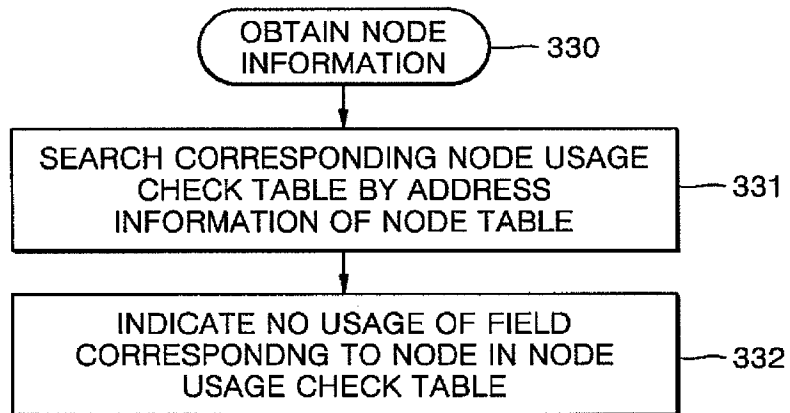 OBTAIN NODE
INFORMATION
330
SEARCH CORRESPONDING NODE USAGE
CHECK TABLE BY ADDRESS
INFORMATION OF NODE TABLE
331
INDICATE NO USAGE OF FIELD
CORRESPONDNG TO NODE IN NODE
USAGE CHECK TABLE
332